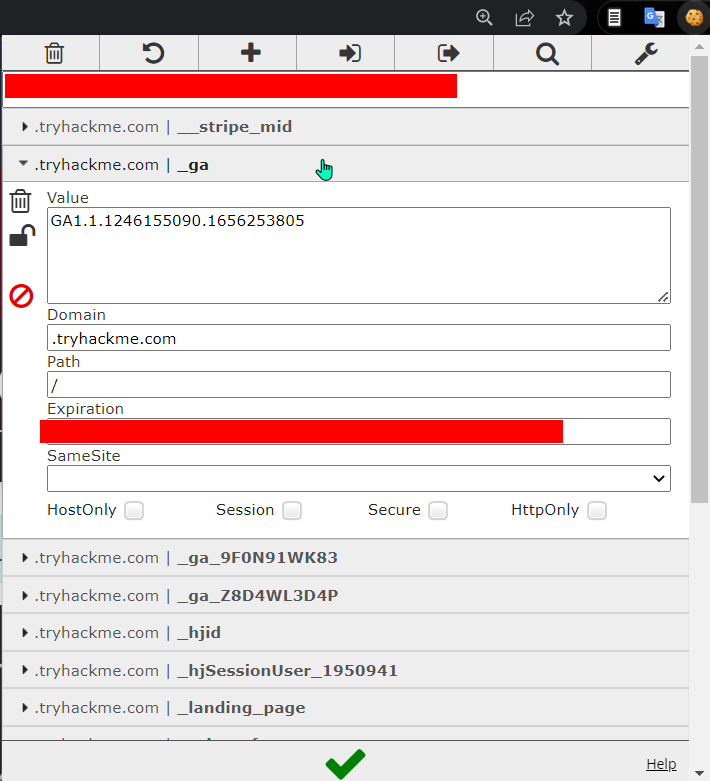 .tryhackme.com | __stripe_mid
.tryhackme.com | _ga
Value
GA1.1.1246155090.1656253805
Domain
.tryhackme.com
Path
/
Expiration
SameSite
HostOnly Session Secure HttpOnly
.tryhackme.com | _ga_9F0N91WK83
.tryhackme.com | _ga_Z8D4WL3D4P
.tryhackme.com | _hjid
.tryhackme.com | _hjSessionUser_1950941
.tryhackme.com | _landing_page
Help